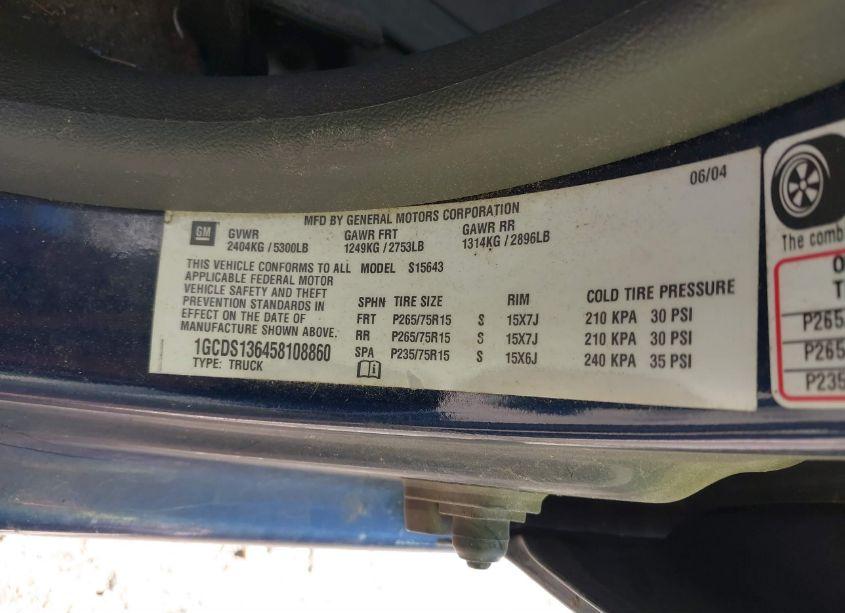 06/04
MFD BY GENERAL MOTORS CORPORATION
GM
GVWR GAWR FRT GAWR RR
2404KG / 5300LB 1249KG / 2753LB 1314KG / 2896LB
THIS VEHICLE CONFORMS TO ALL
APPLICABLE FEDERAL MOTOR
VEHICLE SAFETY AND THEFT
PREVENTION STANDARDS IN
EFFECT ON THE DATE OF
MANUFACTURE SHOWN ABOVE.
1GCDS136458108860
TYPE: TRUCK
MODEL S15643
SPHN TIRE SIZE RIM COLD TIRE PRESSURE
FRT P265/75R15 S 15X7J 210 KPA 30 PSI
RR P265/75R15 S 15X7J 210 KPA 30 PSI
SPA P235/75R15 S 15X6J 240 KPA 35 PSI
The comb
O
T
P265
P265
P235